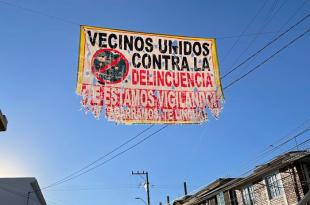 VECINOS UNIDOS
CONTRA LA
DELINCUENCIA
TE ESTAMOS VIGILANDO